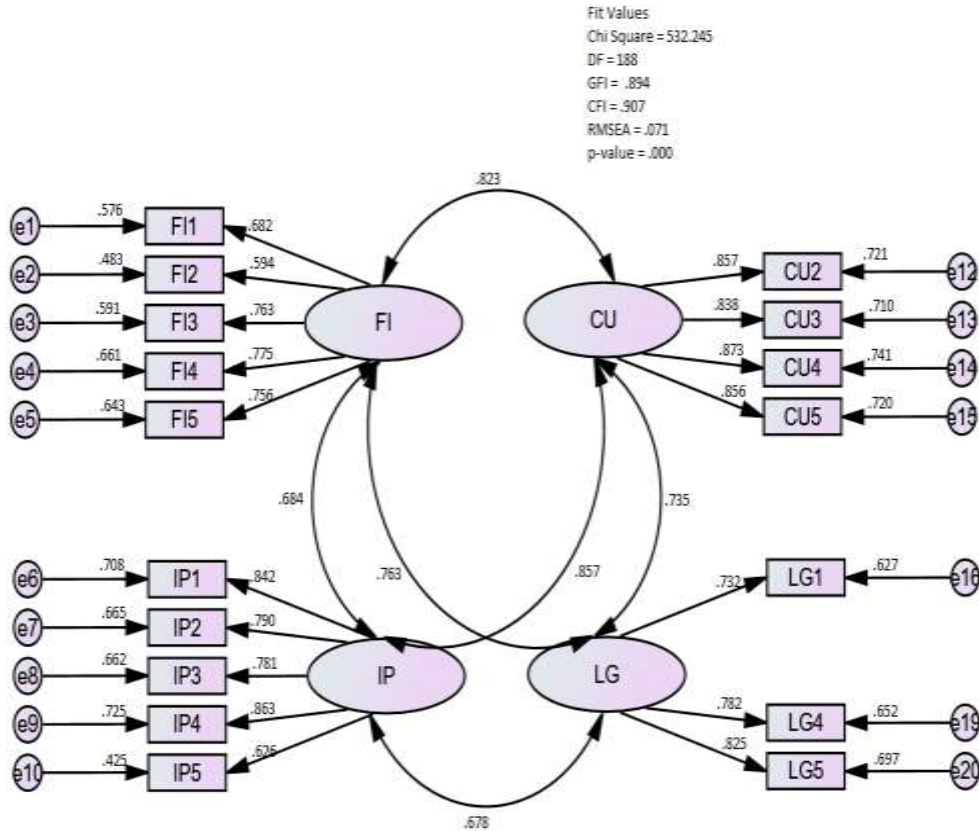 Fit Values
Chi Square = 532.245
DF = 188
GFI = .894
CFI = .907
RMSEA = .071
p-value = .000
.823
e1
.576
FI1
.682
e2
.483
FI2
.594
e3
.591
FI3
.763
e4
.661
FI4
.775
e5
.643
FI5
.756
FI
CU
.857
CU2
.721
e12
.838
CU3
.710
e13
.873
CU4
.741
e14
.856
CU5
.720
e15
.684
.763
.857
.735
e6
.708
IP1
.842
e7
.665
IP2
.790
e8
.662
IP3
.781
e9
.725
IP4
.863
e10
.425
IP5
.626
IP
LG
.732
LG1
.627
e16
.782
LG4
.652
e19
.825
LG5
.697
e20
.678